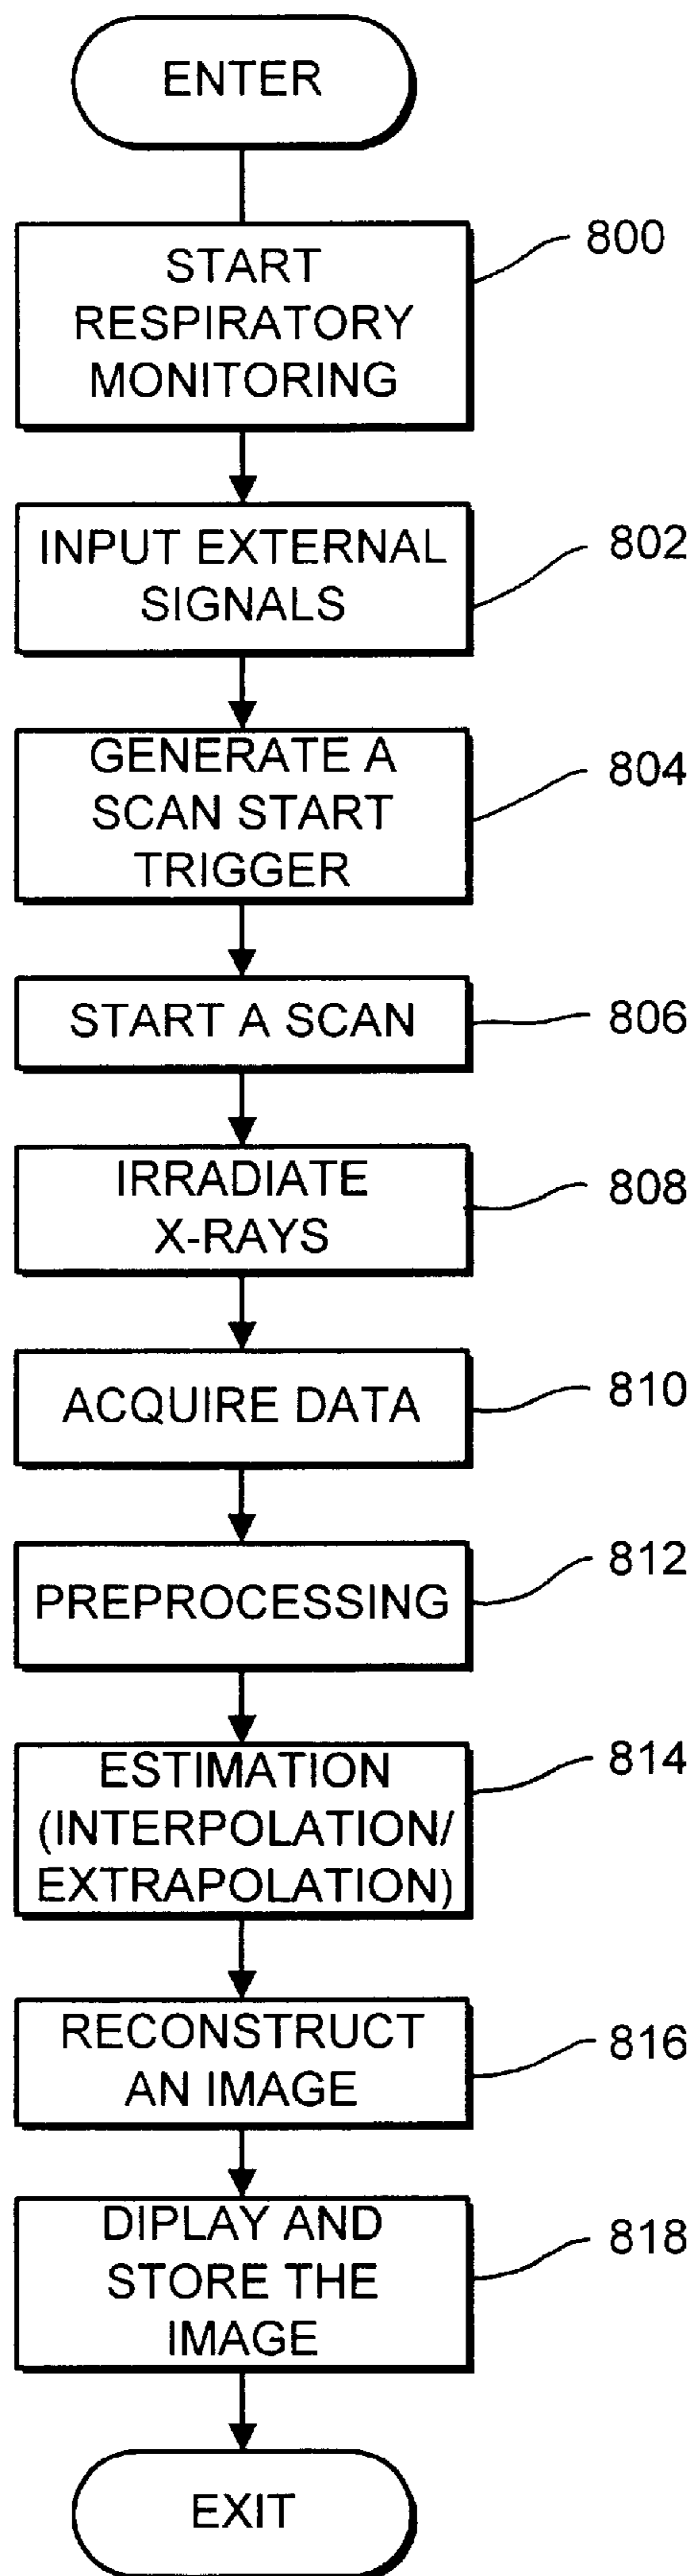 ENTER
START
RESPIRATORY
MONITORING
800
INPUT EXTERNAL
SIGNALS
802
GENERATE A
SCAN START
TRIGGER
804
START A SCAN
806
IRRADIATE
X-RAYS
808
ACQUIRE DATA
810
PREPROCESSING
812
ESTIMATION
(INTERPOLATION/
EXTRAPOLATION)
814
RECONSTRUCT
AN IMAGE
816
DIPLAY AND
STORE THE
IMAGE
818
EXIT